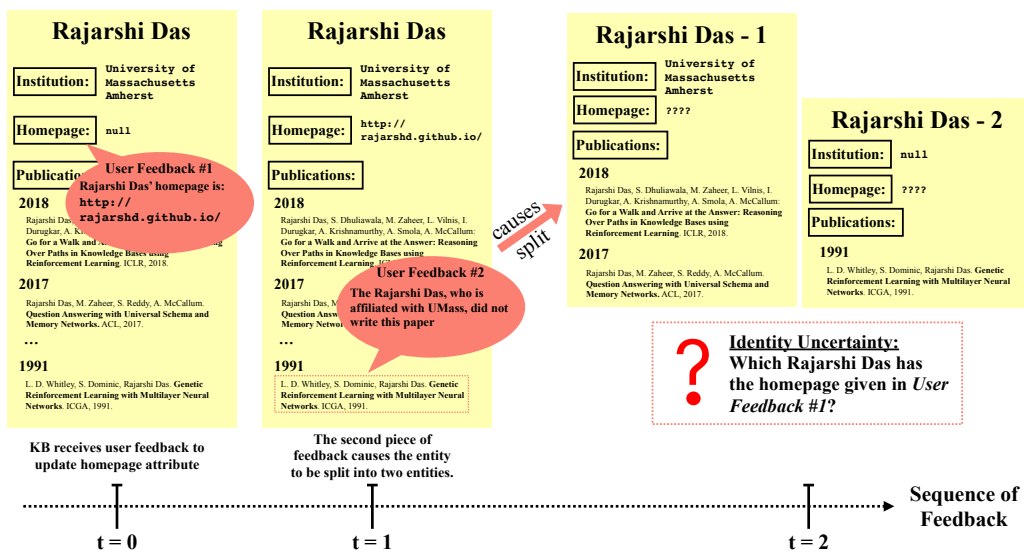 Rajarshi Das
Institution:
University of
Massachusetts
Amherst
Homepage:
null
User Feedback #1
Rajarshi Das' homepage is:
http://
rajarshd.github.io/
Publication
2018
Rajarshi Das
Durugkar, A. K
Go for a Walk and A
Over Paths in Knowledge Bases using
Reinforcement Learning. ICLR, 2018.
2017
Rajarshi Das, M. Zaheer, S. Reddy, A. McCallum.
Question Answering with Universal Schema and
Memory Networks. ACL, 2017.
...
1991
L. D. Whitley, S. Dominic, Rajarshi Das. Genetic
Reinforcement Learning with Multilayer Neural
Networks. ICGA, 1991.
KB receives user feedback to
update homepage attribute
Rajarshi Das
Institution:
University of
Massachusetts
Amherst
Homepage:
http://
rajarshd.github.io/
Publications:
2018
Rajarshi Das, S. Dhuliawala, M. Zaheer, L. Vilnis, I.
Durugkar, A. Krishnamurthy, A. Smola, A. McCallum:
Go for a Walk and Arrive at the Answer: Reasoning
Over Paths in Knowledge Bases using
Reinforcement Learning.
User Feedback #2
The Rajarshi Das, who is
affiliated with UMass, did not
write this paper
2017
Rajarshi Das, M
Question Answ
Memory Netwo
...
1991
L. D. Whitley, S. Dominic, Rajarshi Das. Genetic
Reinforcement Learning with Multilayer Neural
Networks. ICGA, 1991.
The second piece of
feedback causes the entity
to be split into two entities.
causes
split
Rajarshi Das - 1
Institution:
University of
Massachusetts
Amherst
Homepage:
????
Publications:
2018
Rajarshi Das, S. Dhuliawala, M. Zaheer, L. Vilnis, I.
Durugkar, A. Krishnamurthy, A. Smola, A. McCallum:
Go for a Walk and Arrive at the Answer: Reasoning
Over Paths in Knowledge Bases using
Reinforcement Learning. ICLR, 2018.
2017
Rajarshi Das, M. Zaheer, S. Reddy, A. McCallum.
Question Answering with Universal Schema and
Memory Networks. ACL, 2017.
Rajarshi Das - 2
Institution:
null
Homepage:
????
Publications:
1991
L. D. Whitley, S. Dominic, Rajarshi Das. Genetic
Reinforcement Learning with Multilayer Neural
Networks. ICGA, 1991.
?
Identity Uncertainty:
Which Rajarshi Das has
the homepage given in User
Feedback #1?
t = 0
t = 1
t = 2
Sequence of
Feedback